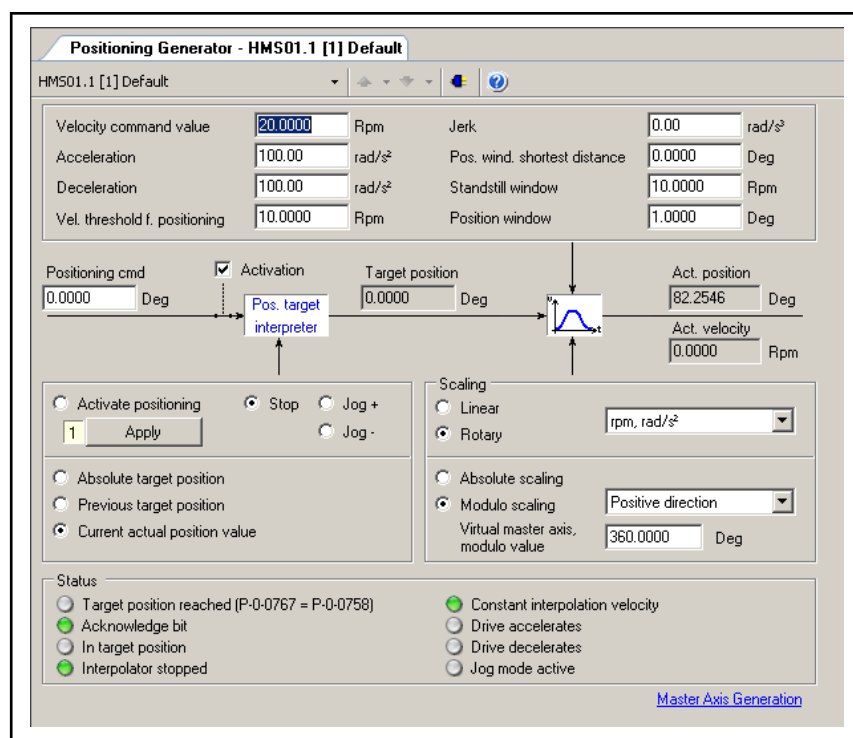 Positioning Generator - HMS01.1 [1] Default
HMS01.1 [1] Default
Velocity command value 20.0000 Rpm Jerk 0.00 rad/s³
Acceleration 100.00 rad/s² Pos. wind. shortest distance 0.0000 Deg
Deceleration 100.00 rad/s² Standstill window 10.0000 Rpm
Vel. threshold f. positioning 10.0000 Rpm Position window 1.0000 Deg
Positioning cmd Activation Target position Act. position
0.0000 Deg Pos. target interpreter 0.0000 Deg v t 82.2546 Deg
Act. velocity
0.0000 Rpm
Activate positioning Stop Jog +
1 Apply Jog -
Absolute target position
Previous target position
Current actual position value
Scaling
Linear
Rotary
rpm, rad/s²
Absolute scaling
Modulo scaling Positive direction
Virtual master axis,
modulo value 360.0000 Deg
Status
Target position reached (P-0-0767 = P-0-0758)
Acknowledge bit
In target position
Interpolator stopped
Constant interpolation velocity
Drive accelerates
Drive decelerates
Jog mode active
Master Axis Generation